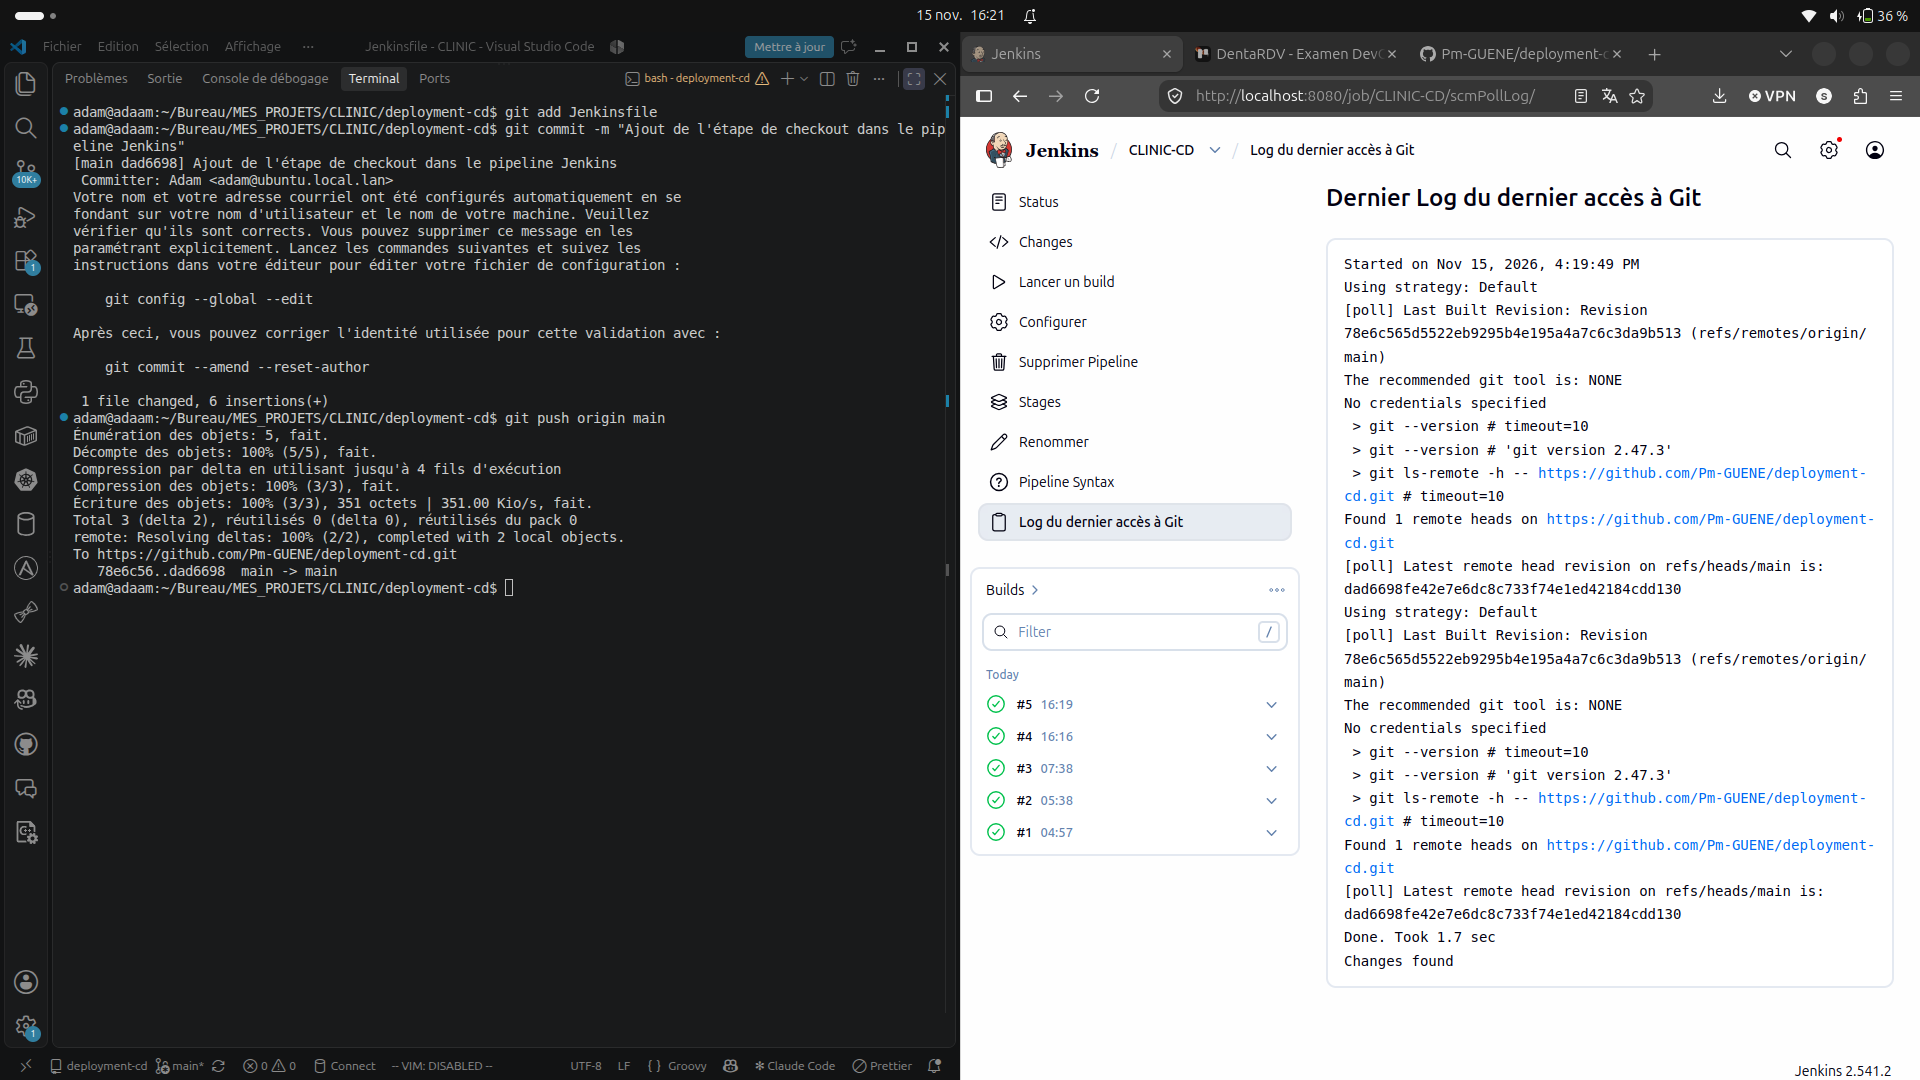 15 nov. 16:21
36 %
Fichier Edition Sélection Affichage ··· Jenkinsfile - CLINIC - Visual Studio Code Mettre à jour
Problèmes Sortie Console de débogage Terminal Ports bash - deployment-cd
adam@adaam:~/Bureau/MES_PROJETS/CLINIC/deployment-cd$ git add Jenkinsfile
adam@adaam:~/Bureau/MES_PROJETS/CLINIC/deployment-cd$ git commit -m "Ajout de l'étape de checkout dans le pip
eline Jenkins"
[main dad6698] Ajout de l'étape de checkout dans le pipeline Jenkins
 Committer: Adam <adam@ubuntu.local.lan>
Votre nom et votre adresse courriel ont été configurés automatiquement en se
fondant sur votre nom d'utilisateur et le nom de votre machine. Veuillez
vérifier qu'ils sont corrects. Vous pouvez supprimer ce message en les
paramétrant explicitement. Lancez les commandes suivantes et suivez les
instructions dans votre éditeur pour éditer votre fichier de configuration :
    git config --global --edit
Après ceci, vous pouvez corriger l'identité utilisée pour cette validation avec :
    git commit --amend --reset-author
 1 file changed, 6 insertions(+)
adam@adaam:~/Bureau/MES_PROJETS/CLINIC/deployment-cd$ git push origin main
Énumération des objets: 5, fait.
Décompte des objets: 100% (5/5), fait.
Compression par delta en utilisant jusqu'à 4 fils d'exécution
Compression des objets: 100% (3/3), fait.
Écriture des objets: 100% (3/3), 351 octets | 351.00 Kio/s, fait.
Total 3 (delta 2), réutilisés 0 (delta 0), réutilisés du pack 0
remote: Resolving deltas: 100% (2/2), completed with 2 local objects.
To https://github.com/Pm-GUENE/deployment-cd.git
   78e6c56..dad6698  main -> main
adam@adaam:~/Bureau/MES_PROJETS/CLINIC/deployment-cd$
10K+
1
1
deployment-cd main* 0 0 Connect -- VIM: DISABLED -- UTF-8 LF { } Groovy Claude Code Prettier
Jenkins DentaRDV - Examen Dev Pm-GUENE/deployment-c
http://localhost:8080/job/CLINIC-CD/scmPollLog/ VPN S
Jenkins / CLINIC-CD / Log du dernier accès à Git
Status
Changes
Lancer un build
Configurer
Supprimer Pipeline
Stages
Renommer
Pipeline Syntax
Log du dernier accès à Git
Builds
Filter /
Today
#5 16:19
#4 16:16
#3 07:38
#2 05:38
#1 04:57
Dernier Log du dernier accès à Git
Started on Nov 15, 2026, 4:19:49 PM
Using strategy: Default
[poll] Last Built Revision: Revision
78e6c565d5522eb9295b4e195a4a7c6c3da9b513 (refs/remotes/origin/
main)
The recommended git tool is: NONE
No credentials specified
 > git --version # timeout=10
 > git --version # 'git version 2.47.3'
 > git ls-remote -h -- https://github.com/Pm-GUENE/deployment-
cd.git # timeout=10
Found 1 remote heads on https://github.com/Pm-GUENE/deployment-
cd.git
[poll] Latest remote head revision on refs/heads/main is:
dad6698fe42e7e6dc8c733f74e1ed42184cdd130
Using strategy: Default
[poll] Last Built Revision: Revision
78e6c565d5522eb9295b4e195a4a7c6c3da9b513 (refs/remotes/origin/
main)
The recommended git tool is: NONE
No credentials specified
 > git --version # timeout=10
 > git --version # 'git version 2.47.3'
 > git ls-remote -h -- https://github.com/Pm-GUENE/deployment-
cd.git # timeout=10
Found 1 remote heads on https://github.com/Pm-GUENE/deployment-
cd.git
[poll] Latest remote head revision on refs/heads/main is:
dad6698fe42e7e6dc8c733f74e1ed42184cdd130
Done. Took 1.7 sec
Changes found
Jenkins 2.541.2